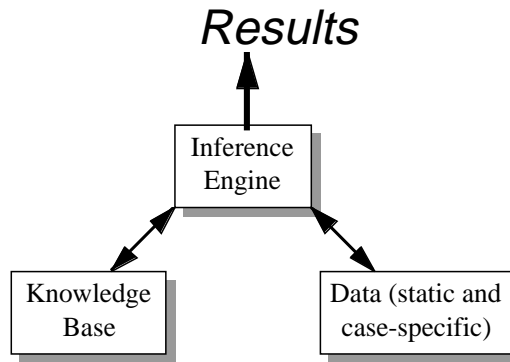 Results
Inference
Engine
Knowledge
Base
Data (static and
case-specific)